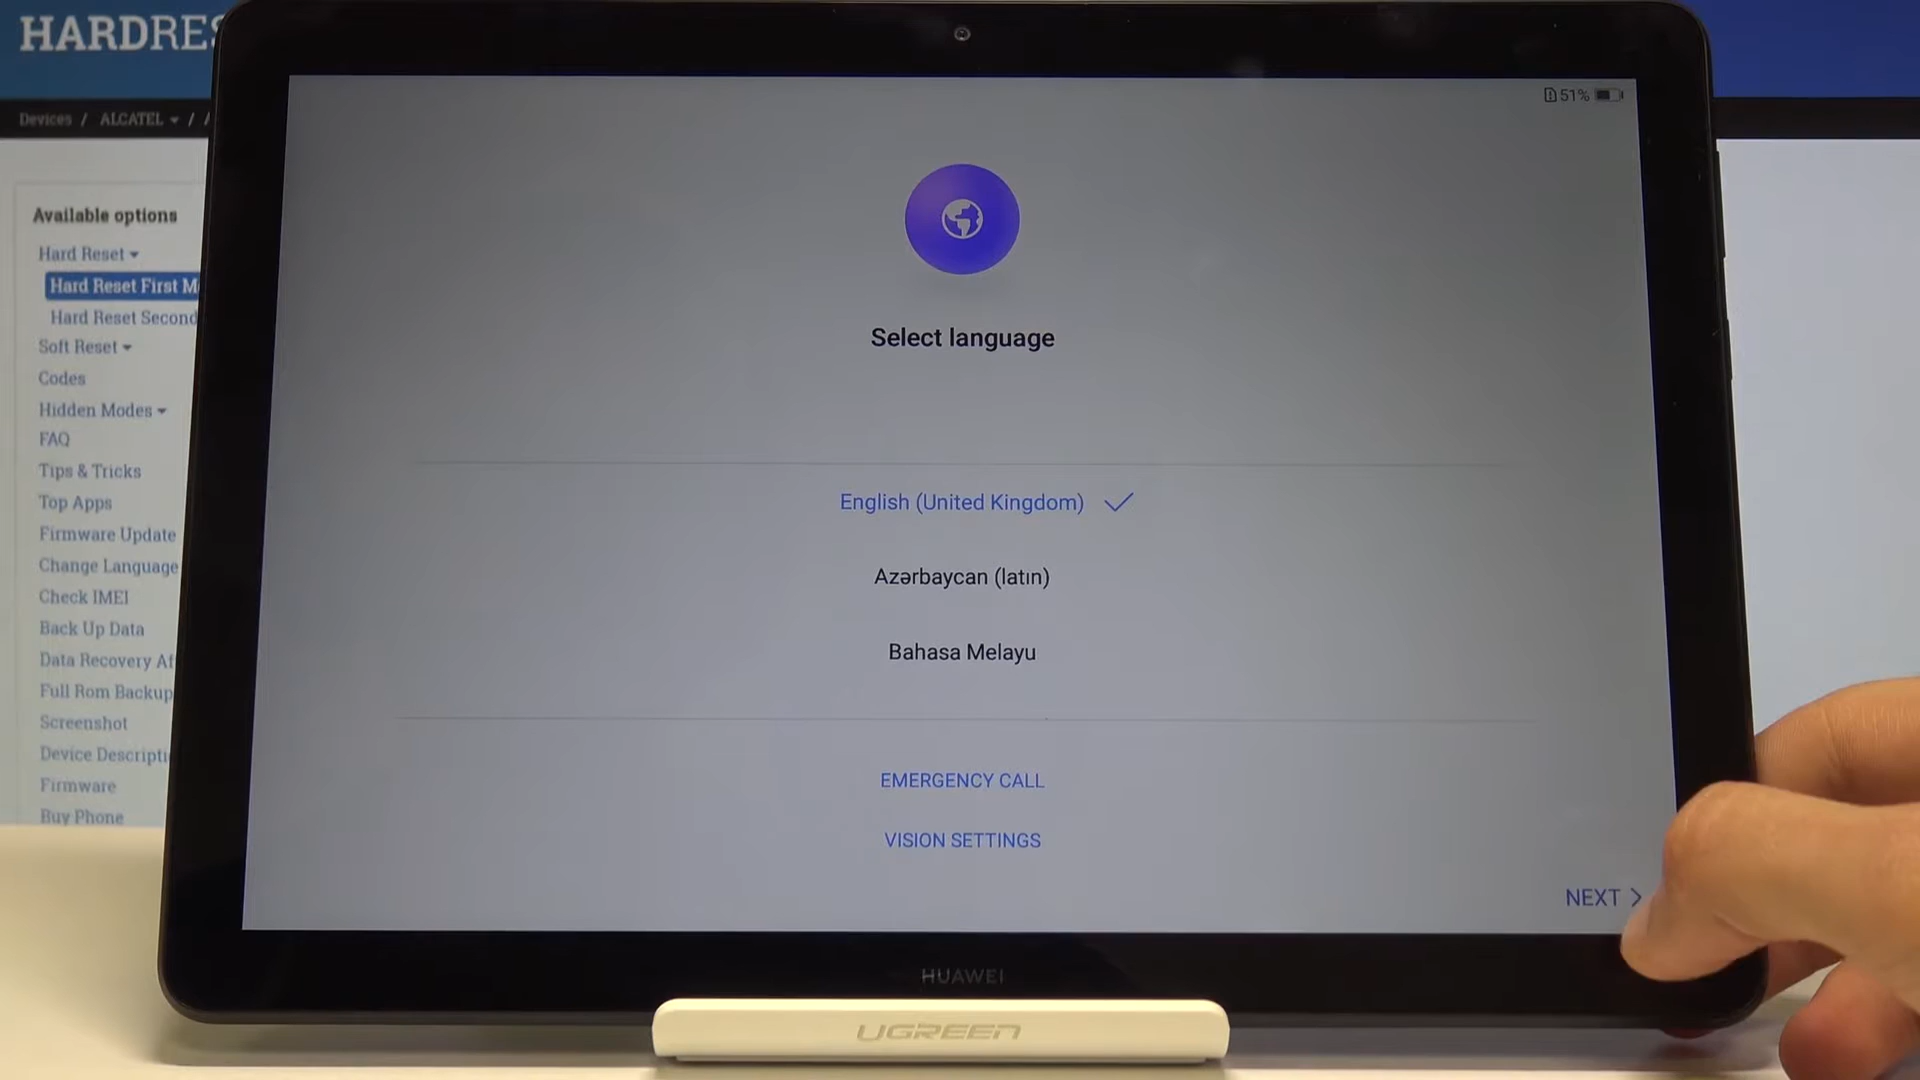 HARDRES
Devices / ALCATEL / A
Available options
Hard Reset
Hard Reset First M
Hard Reset Second
Soft Reset
Codes
Hidden Modes
FAQ
Tips & Tricks
Top Apps
Firmware Update
Change Language
Check IMEI
Back Up Data
Data Recovery Af
Full Rom Backup
Screenshot
Device Descripti
Firmware
Buy Phone
51%
Select language
English (United Kingdom)
Azərbaycan (latın)
Bahasa Melayu
EMERGENCY CALL
VISION SETTINGS
NEXT
HUAWEI
UGREEN